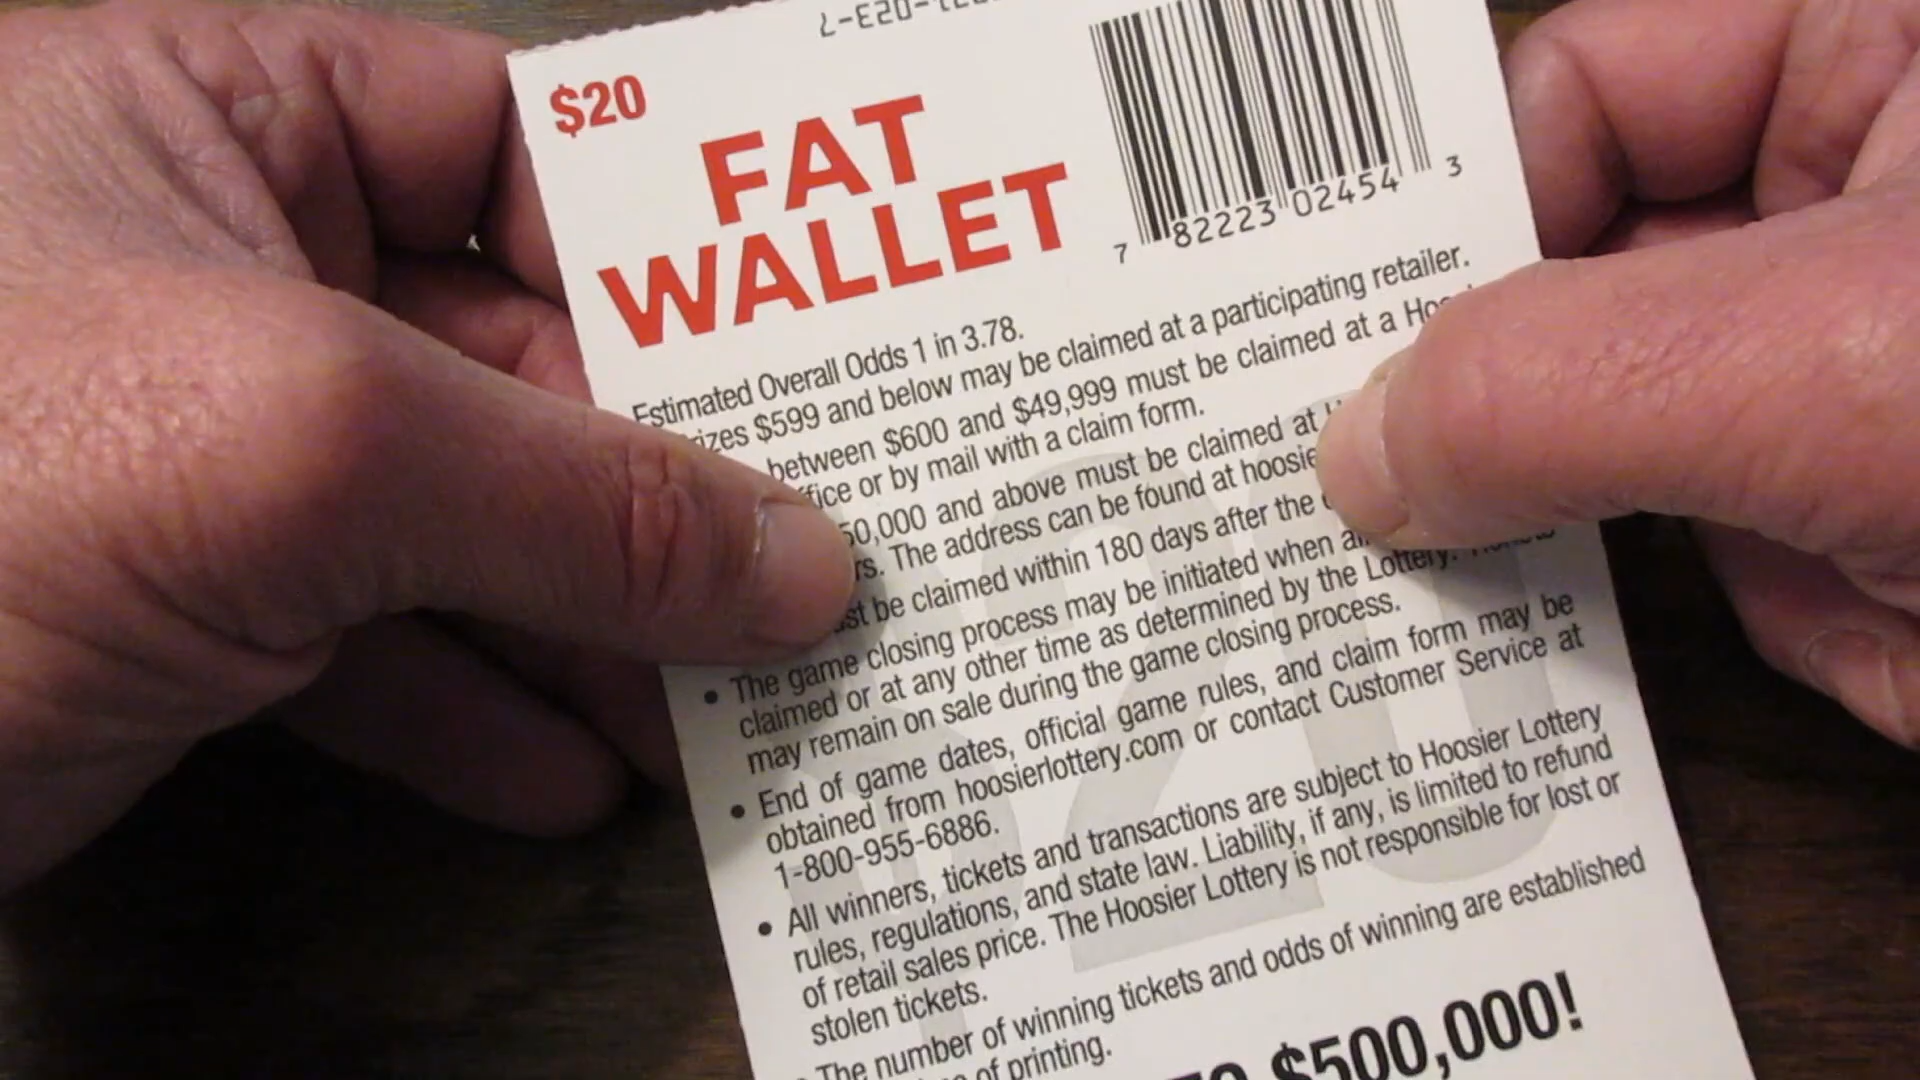 $20
FAT
WALLET
7 82223 02454 3
Estimated Overall Odds 1 in 3.78.
$599 and below may be claimed at a participating retailer.
between $600 and $49,999 must be claimed at a
or by mail with a claim form.
50,000 and above must be claimed at
The address can be found at
be claimed within 180 days after the
• The game closing process may be initiated when
claimed or at any other time as determined by the Lottery.
may remain on sale during the game closing process.
• End of game dates, official game rules, and claim form may be
obtained from hoosierlottery.com or contact Customer Service at
1-800-955-6886.
• All winners, tickets and transactions are subject to Hoosier Lottery
rules, regulations, and state law. Liability, if any, is limited to refund
of retail sales price. The Hoosier Lottery is not responsible for lost or
stolen tickets.
The number of winning tickets and odds of winning are established
of printing.
$500,000!